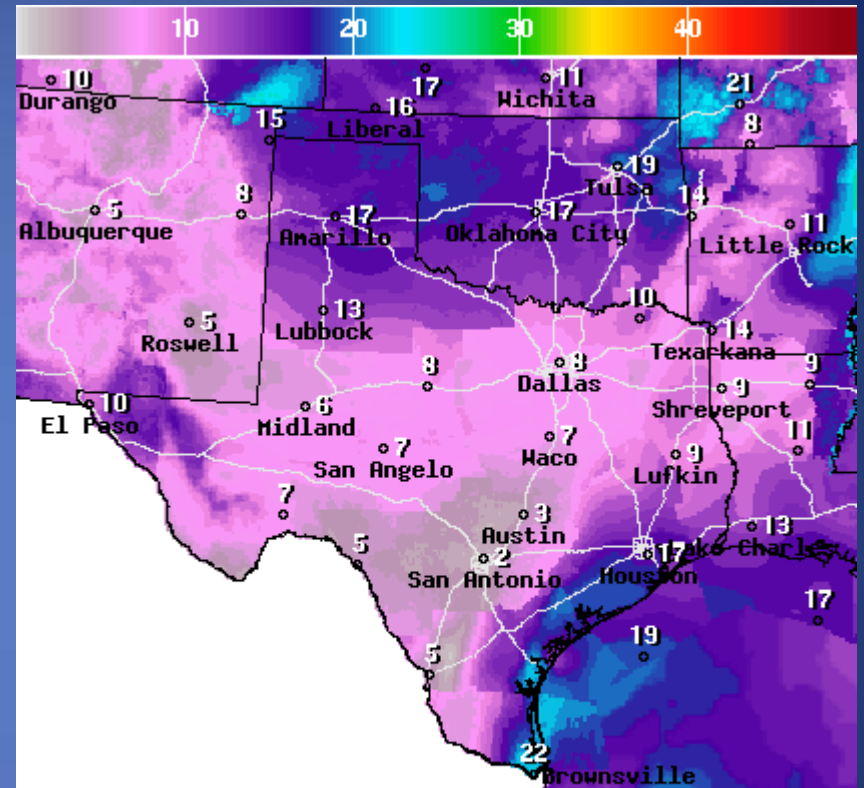 10 20 30 40
17
10 11
Durango Wichita
21
16
15 Liberal
8
19
Tulsa
5 8 17 17 14
Albuquerque Amarillo Oklahoma City 11
Little Rock
5 13 10
Roswell Lubbock 14
Texarkana
8 8 9 9
Dallas
10 6 Shreveport
El Paso Midland
7 7 9 11
San Angelo Waco Lufkin
7 3 13
Austin
5 2 17 Lake Charles
San Antonio Houston
17
5 19
22
Brownsville